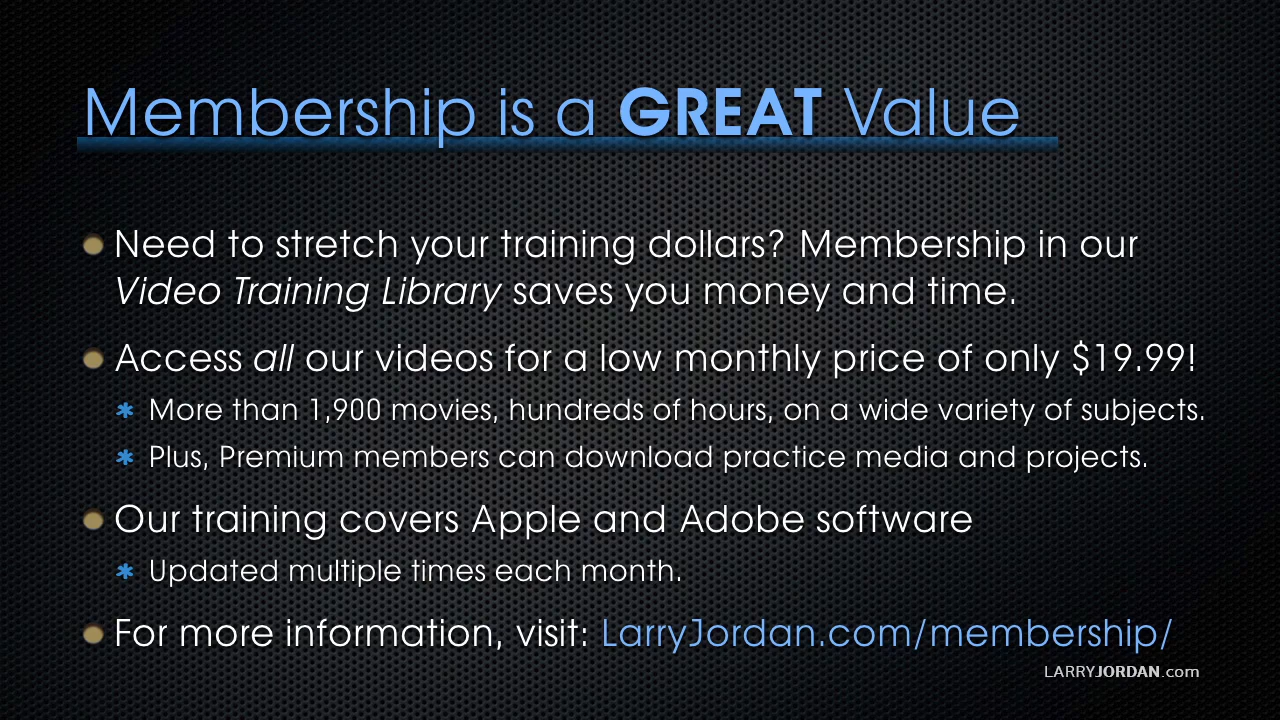 Membership is a GREAT Value
Need to stretch your training dollars? Membership in our
Video Training Library saves you money and time.
Access all our videos for a low monthly price of only $19.99!
More than 1,900 movies, hundreds of hours, on a wide variety of subjects.
Plus, Premium members can download practice media and projects.
Our training covers Apple and Adobe software
Updated multiple times each month.
For more information, visit: LarryJordan.com/membership/
LARRYJORDAN.com